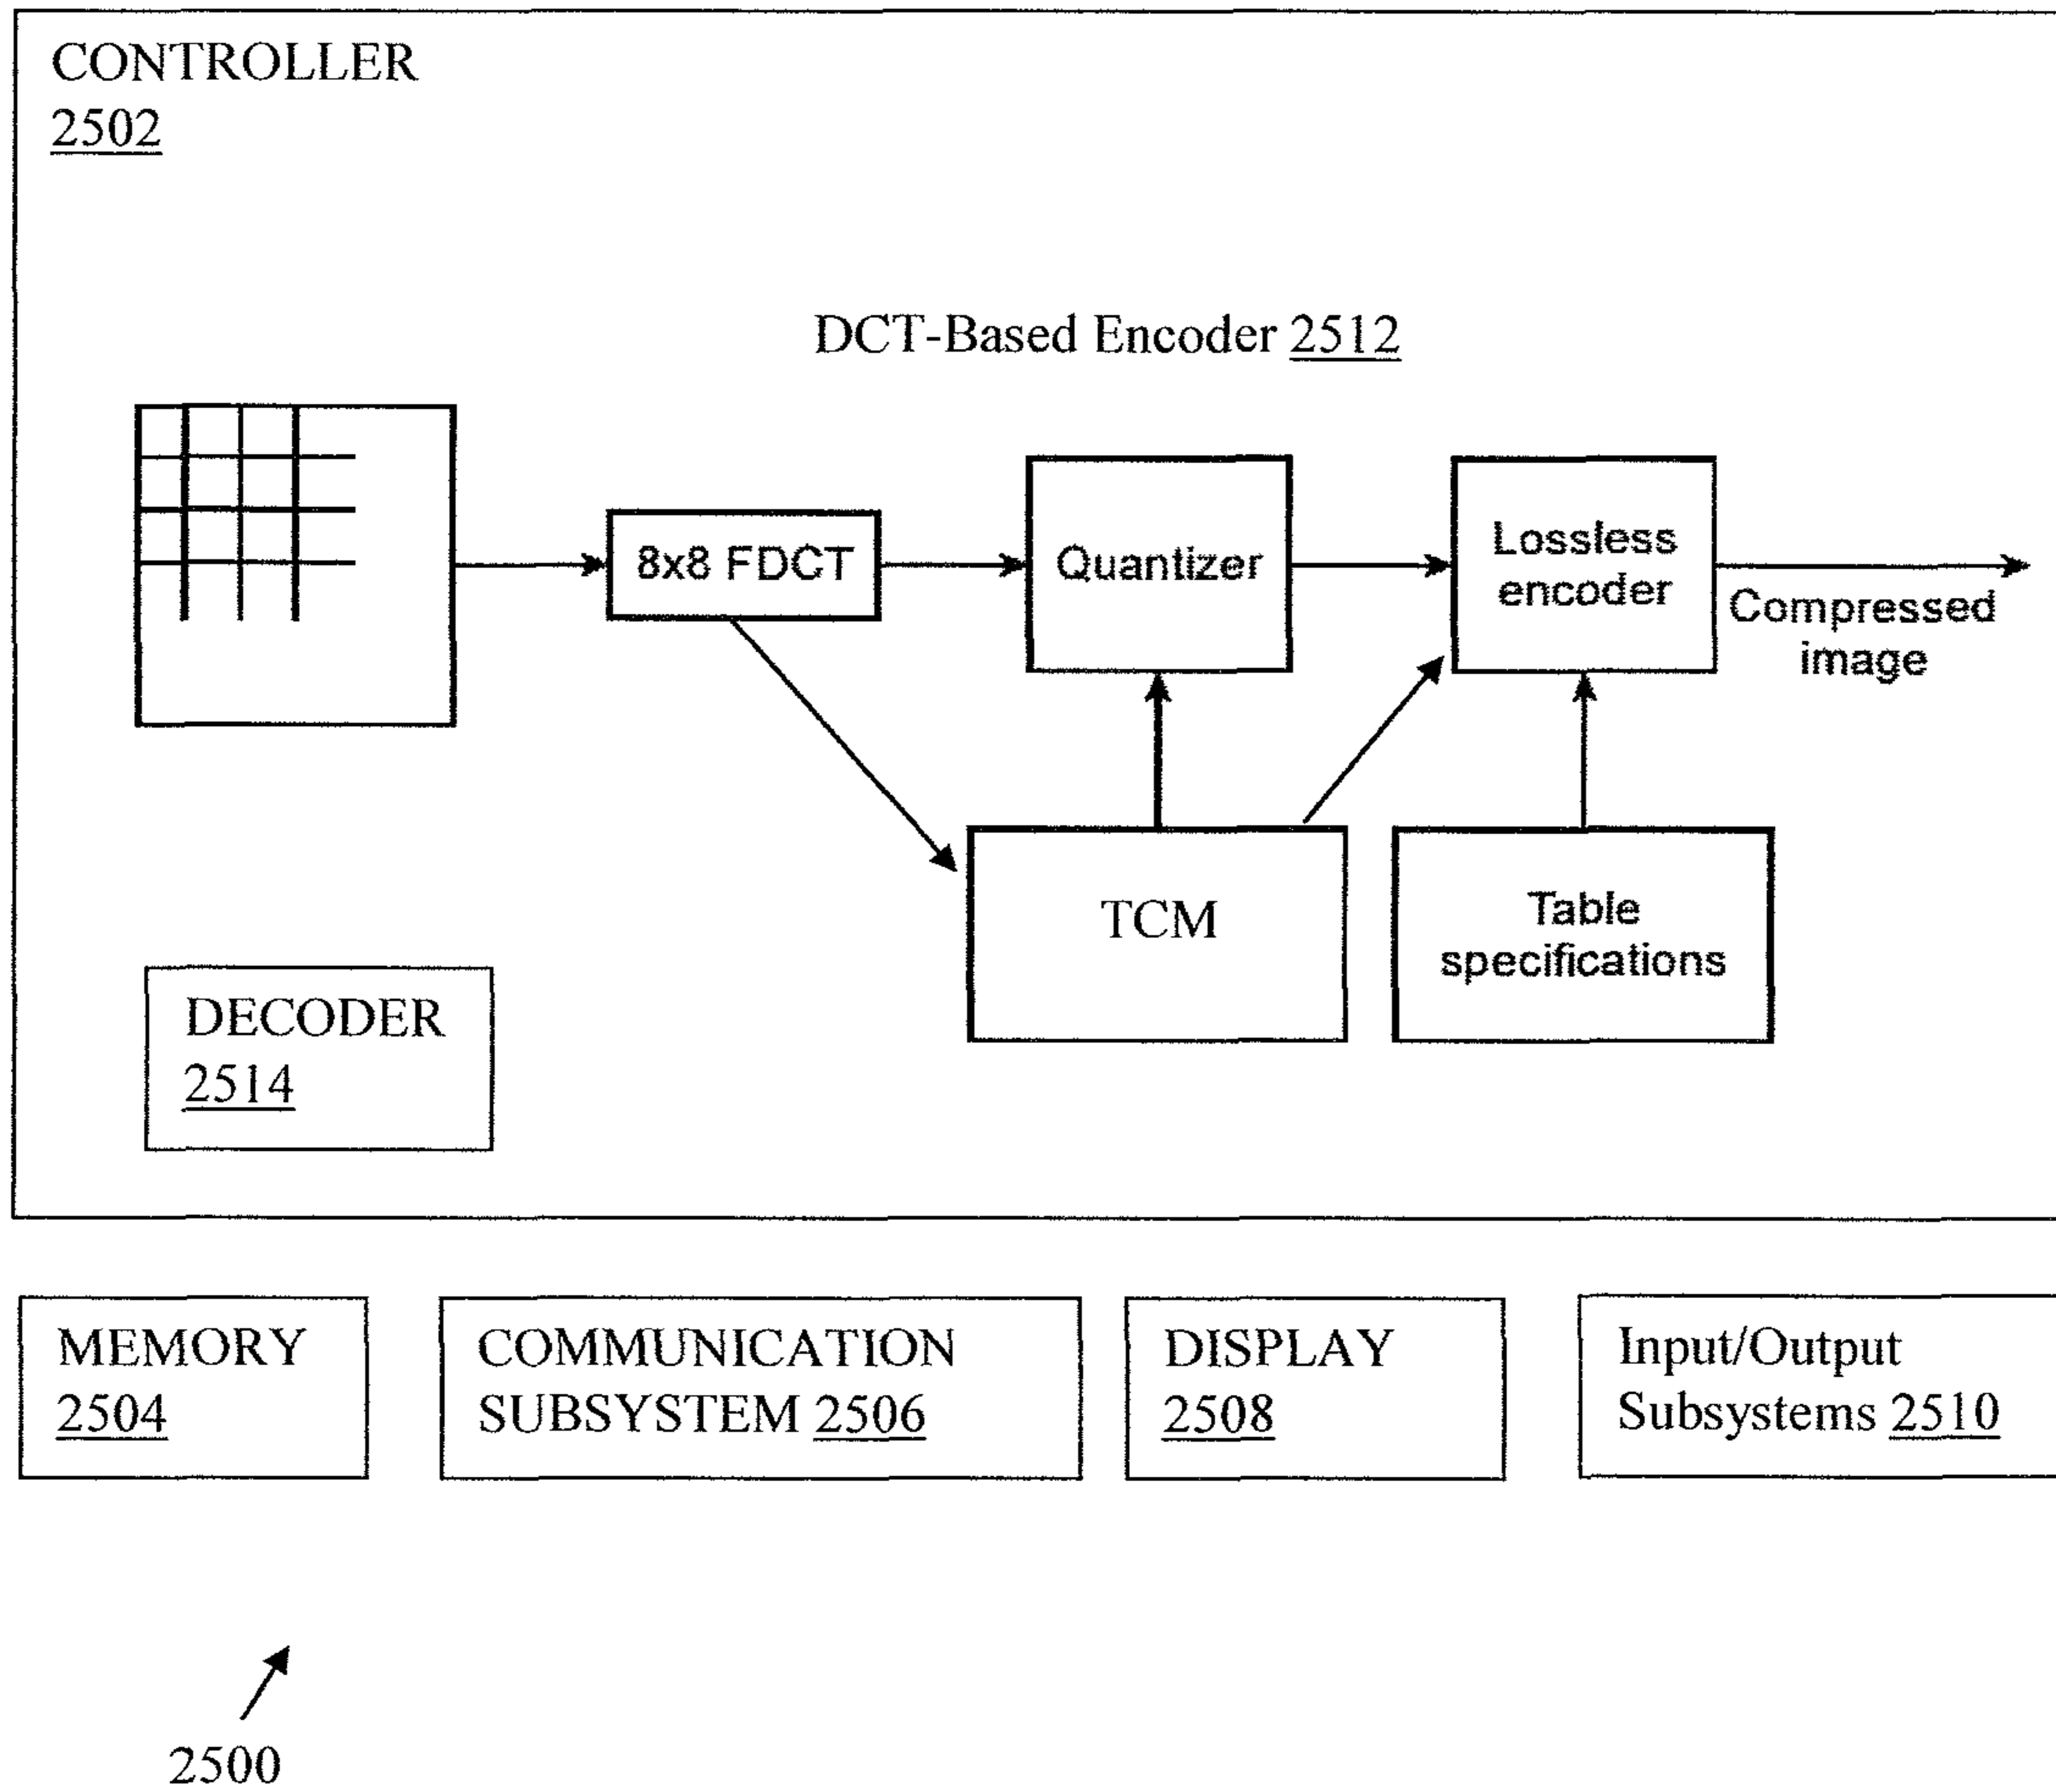 CONTROLLER
2502
DCT-Based Encoder 2512
8x8 FDCT
Quantizer
Lossless
encoder
Compressed
image
TCM
Table
specifications
DECODER
2514
MEMORY
2504
COMMUNICATION
SUBSYSTEM 2506
DISPLAY
2508
Input/Output
Subsystems 2510
2500